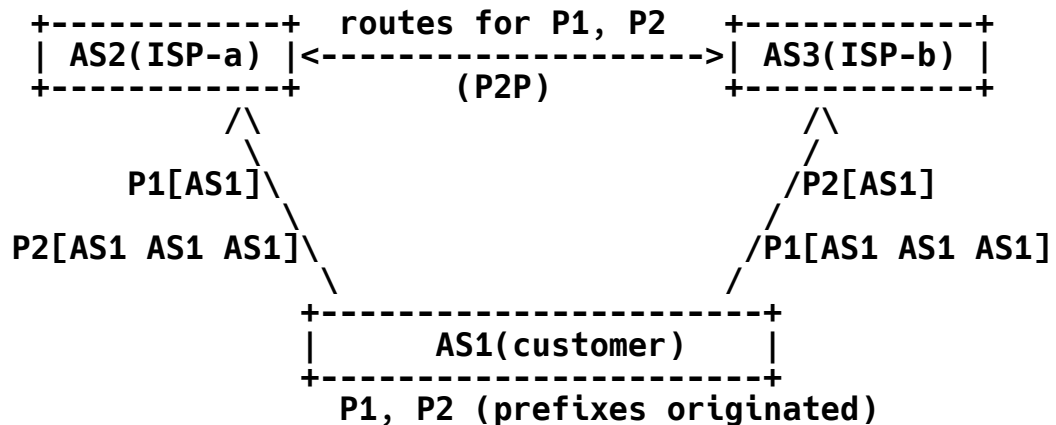 routes for P1, P2
AS2(ISP-a) AS3(ISP-b)
(P2P)
P1[AS1] P2[AS1]
P2[AS1 AS1 AS1] P1[AS1 AS1 AS1]
AS1(customer)
P1, P2 (prefixes originated)